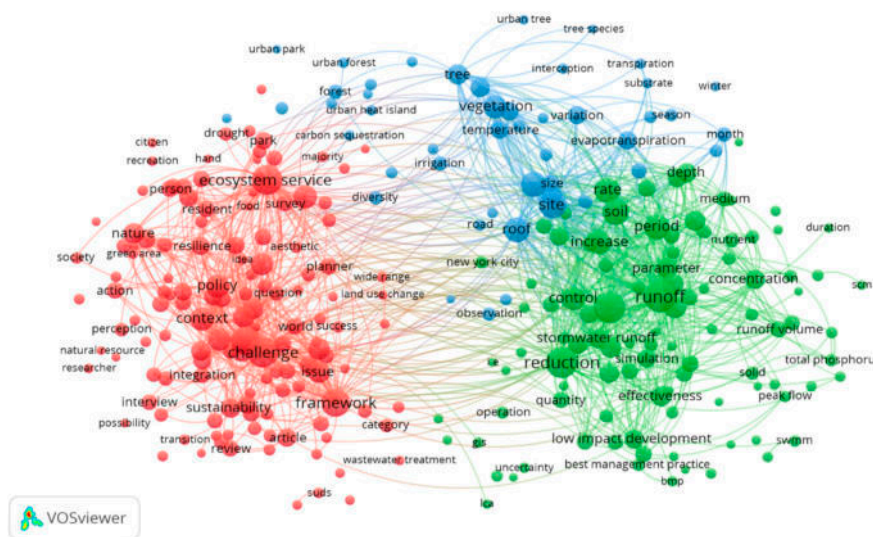 urban tree
tree species
urban park
urban forest
tree
interception
transpiration
forest
substrate
winter
urban heat island
vegetation
variation
season
drought
park
temperature
citizen
carbon sequestration
evapotranspiration
month
hand
majority
recreation
irrigation
ecosystem service
depth
person
food
survey
diversity
size
rate
medium
resident
site
soil
nature
road
roof
period
duration
green area
resilience
aesthetic
increase
nutrient
society
idea
planner
new york city
parameter
wide range
concentration
action
policy
question
land use change
control
runoff
scm
context
world
success
observation
perception
stormwater runoff
runoff volume
natural resource
challenge
simulation
total phosphoru
researcher
integration
issue
reduction
solid
interview
sustainability
framework
quantity
effectiveness
peak flow
possibility
category
operation
transition
article
review
gis
low impact development
swmm
wastewater treatment
uncertainty
best management practice
suds
bmp
lca
VOSviewer